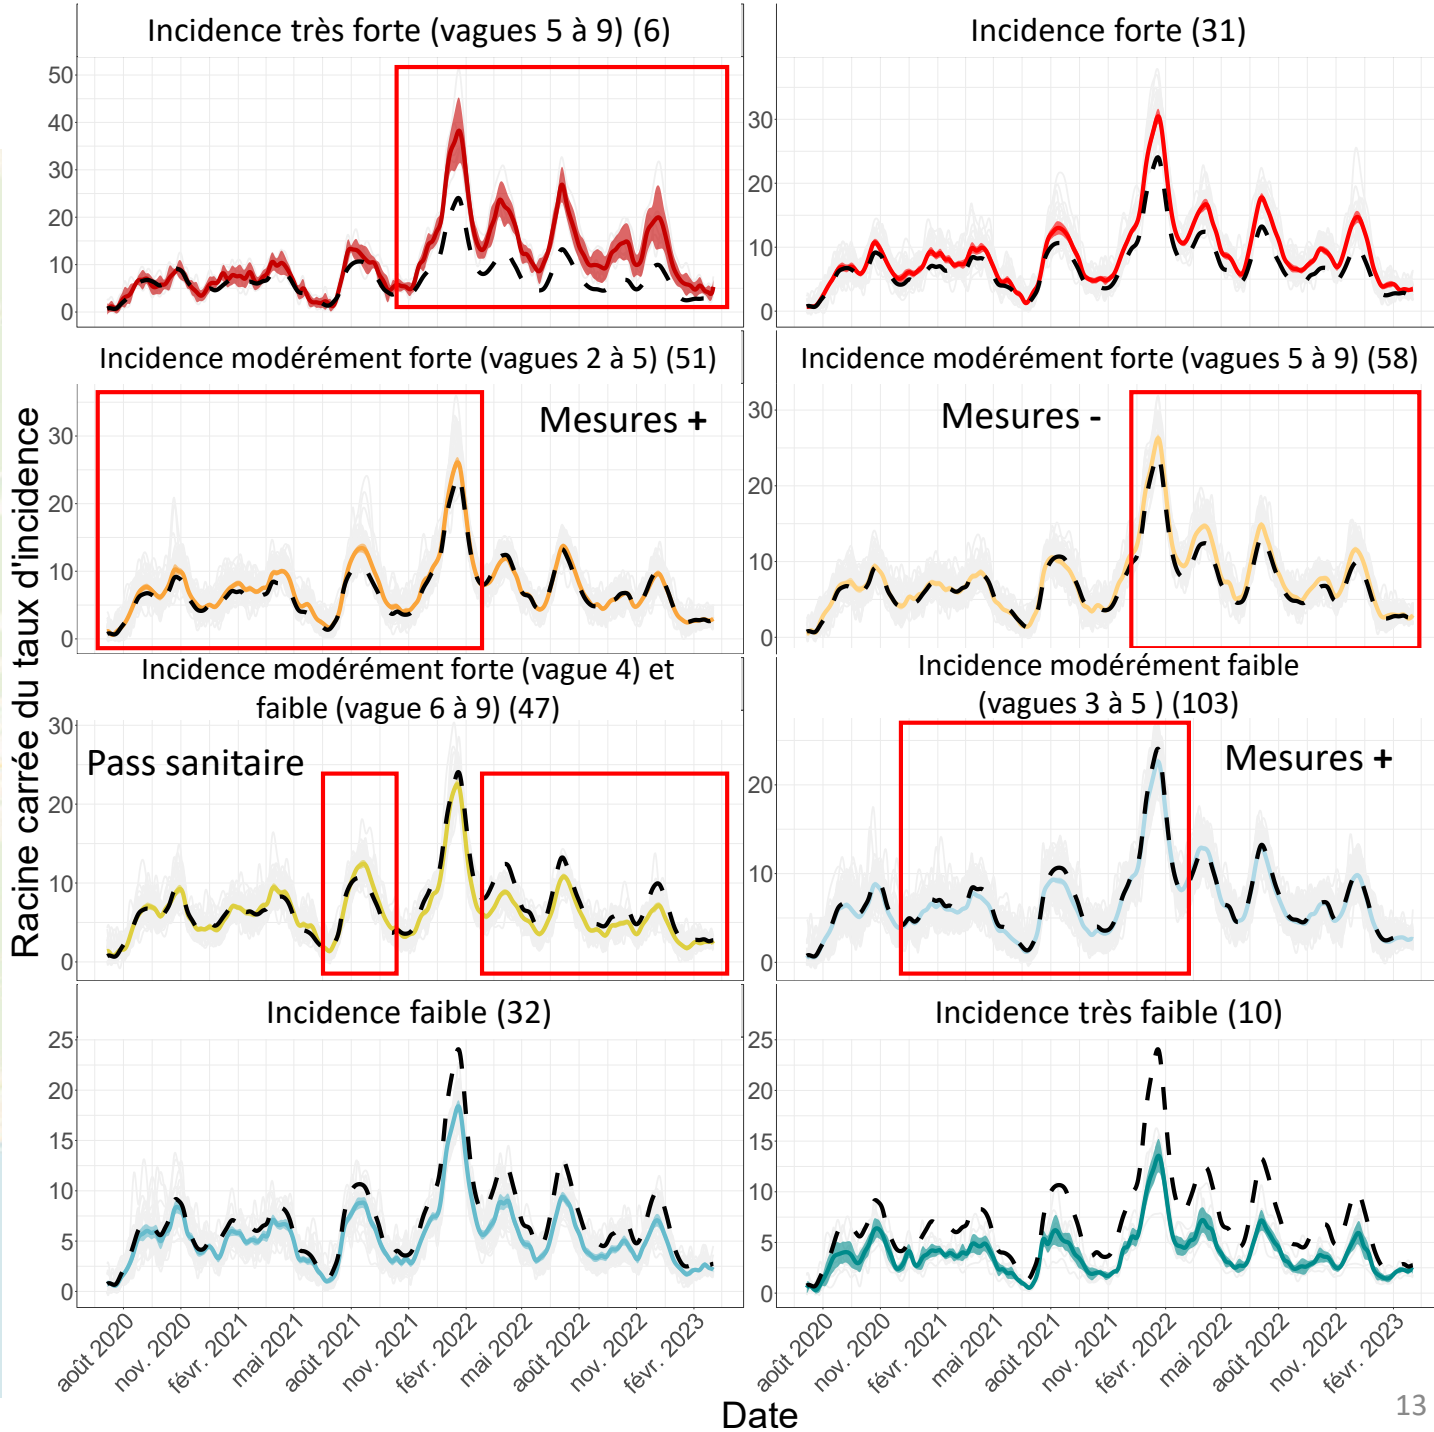 Incidence très forte (vagues 5 à 9) (6)
50
40
30
20
10
0
Incidence forte (31)
30
20
10
0
Incidence modérément forte (vagues 2 à 5) (51)
Mesures +
30
20
10
0
Incidence modérément forte (vagues 5 à 9) (58)
Mesures -
30
20
10
0
Incidence modérément forte (vague 4) et
faible (vague 6 à 9) (47)
Pass sanitaire
30
20
10
0
Incidence modérément faible
(vagues 3 à 5 ) (103)
Mesures +
20
10
0
Incidence faible (32)
25
20
15
10
5
0
Incidence très faible (10)
25
20
15
10
5
0
Racine carrée du taux d'incidence
août 2020
nov. 2020
févr. 2021
mai 2021
août 2021
nov. 2021
févr. 2022
mai 2022
août 2022
nov. 2022
févr. 2023
août 2020
nov. 2020
févr. 2021
mai 2021
août 2021
nov. 2021
févr. 2022
mai 2022
août 2022
nov. 2022
févr. 2023
Date
13